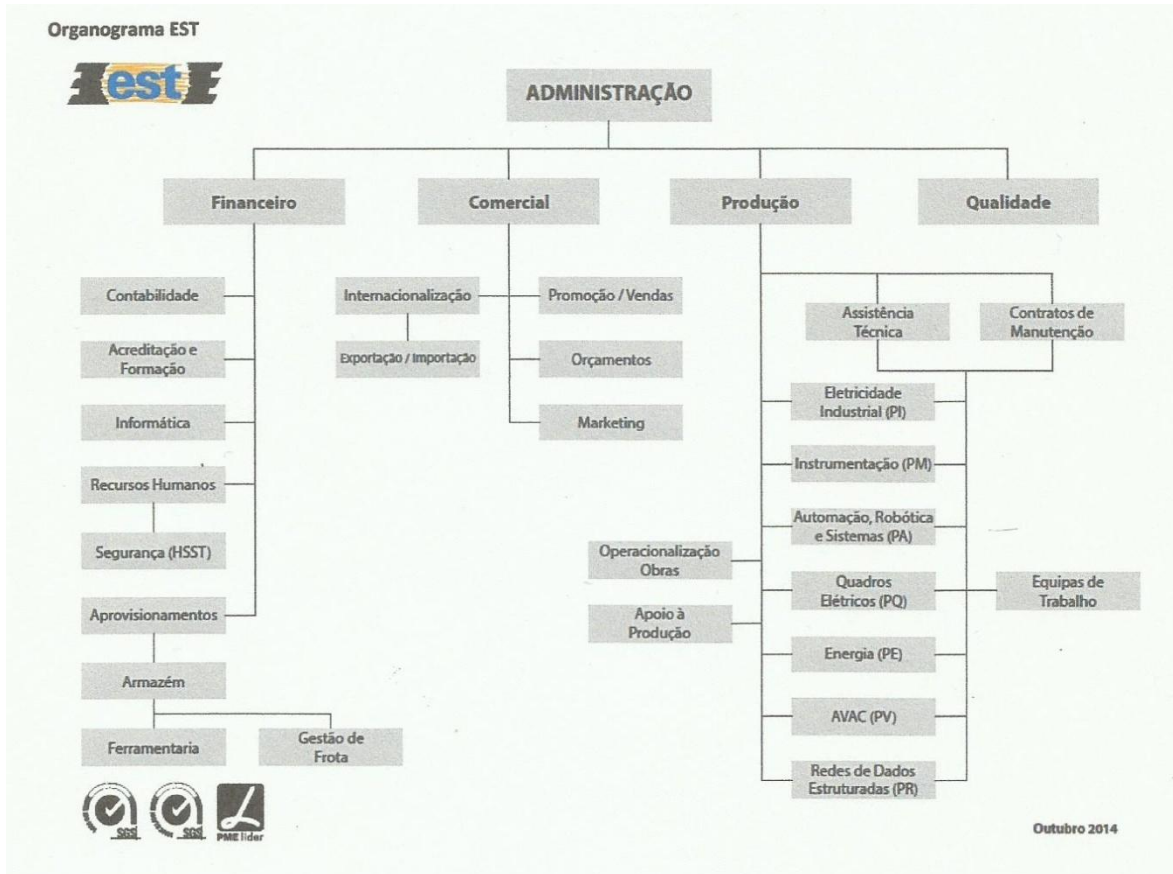 Organograma EST
est
ADMINISTRAÇÃO
Financeiro
Comercial
Produção
Qualidade
Contabilidade
Acreditação e
Formação
Informática
Recursos Humanos
Segurança (HSST)
Aprovisionamentos
Armazém
Ferramentaria
Gestão de
Frota
Internacionalização
Exportação / Importação
Promoção / Vendas
Orçamentos
Marketing
Assistência
Técnica
Contratos de
Manutenção
Eletricidade
Industrial (PI)
Instrumentação (PM)
Automação, Robótica
e Sistemas (PA)
Operacionalização
Obras
Quadros
Elétricos (PQ)
Equipas de
Trabalho
Apoio à
Produção
Energia (PE)
AVAC (PV)
Redes de Dados
Estruturadas (PR)
SGS
SGS
PME líder
Outubro 2014